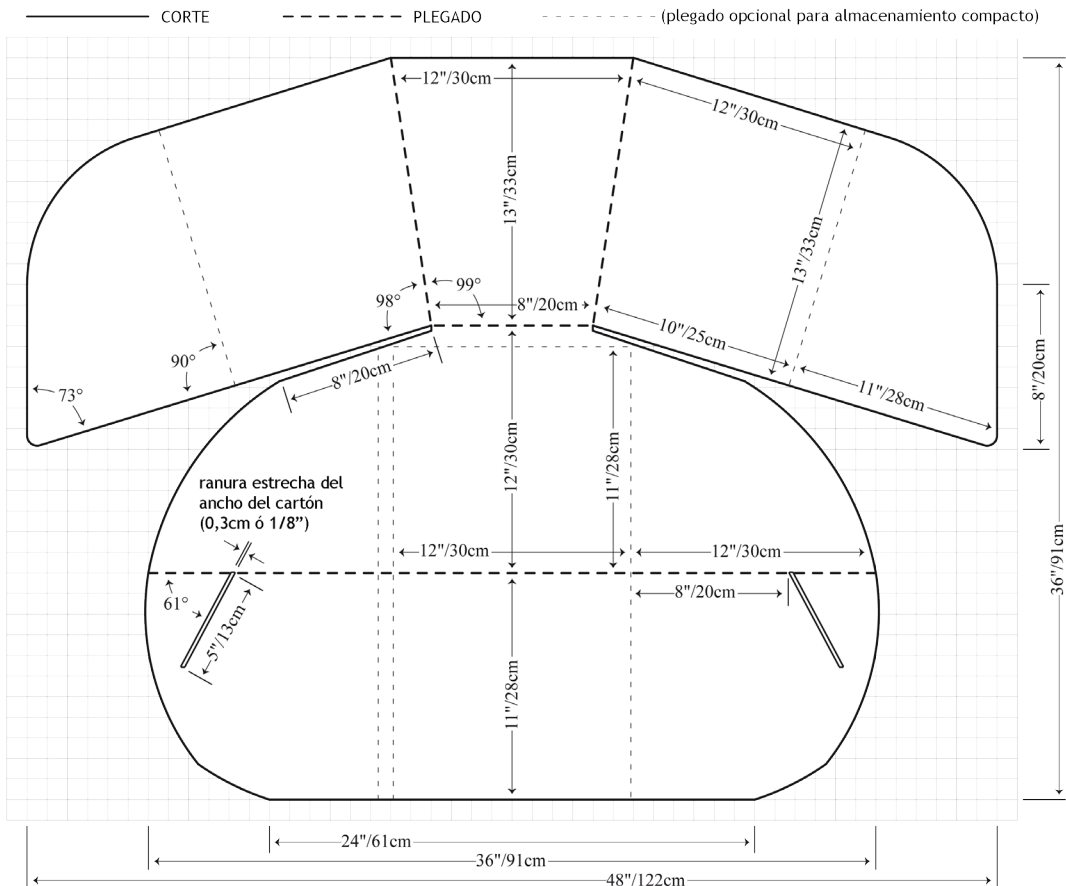 CORTE
PLEGADO
(plegado opcional para almacenamiento compacto)
12"/30cm
12"/30cm
13"/33cm
13"/33cm
36"/91cm
99°
98°
8"/20cm
10"/25cm
90°
8"/20cm
11"/28cm
8"/20cm
73°
12"/30cm
11"/28cm
ranura estrecha del
ancho del cartón
(0,3cm ó 1/8”)
12"/30cm
12"/30cm
61°
8"/20cm
5"/13cm
11"/28cm
24"/61cm
36"/91cm
48"/122cm